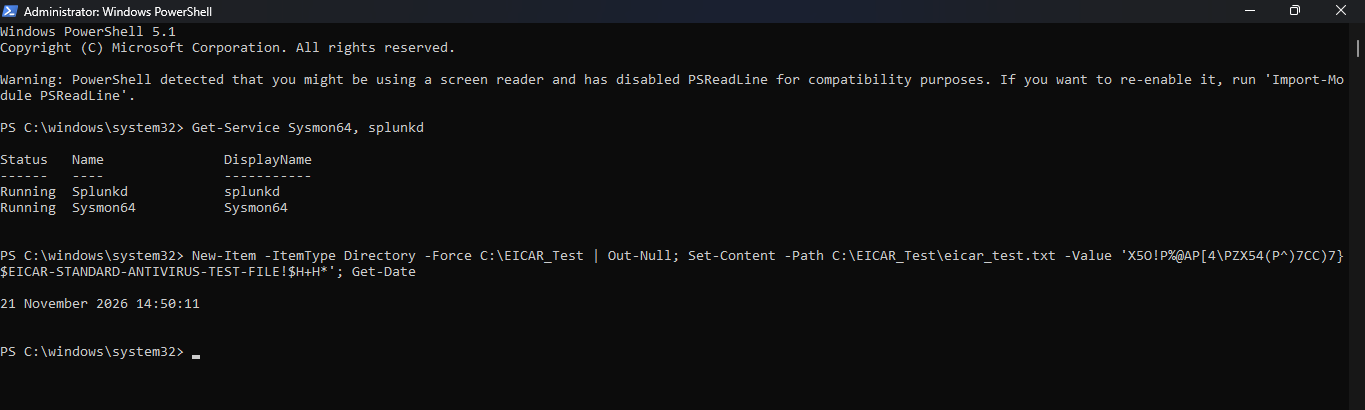 Administrator: Windows PowerShell
Windows PowerShell 5.1
Copyright (C) Microsoft Corporation. All rights reserved.
Warning: PowerShell detected that you might be using a screen reader and has disabled PSReadLine for compatibility purposes. If you want to re-enable it, run 'Import-Mo
dule PSReadLine'.
PS C:\windows\system32> Get-Service Sysmon64, splunkd
Status   Name               DisplayName
------   ----               -----------
Running  Splunkd            splunkd
Running  Sysmon64           Sysmon64
PS C:\windows\system32> New-Item -ItemType Directory -Force C:\EICAR_Test | Out-Null; Set-Content -Path C:\EICAR_Test\eicar_test.txt -Value 'X5O!P%@AP[4\PZX54(P^)7CC)7}
$EICAR-STANDARD-ANTIVIRUS-TEST-FILE!$H+H*'; Get-Date
21 November 2026 14:50:11
PS C:\windows\system32>